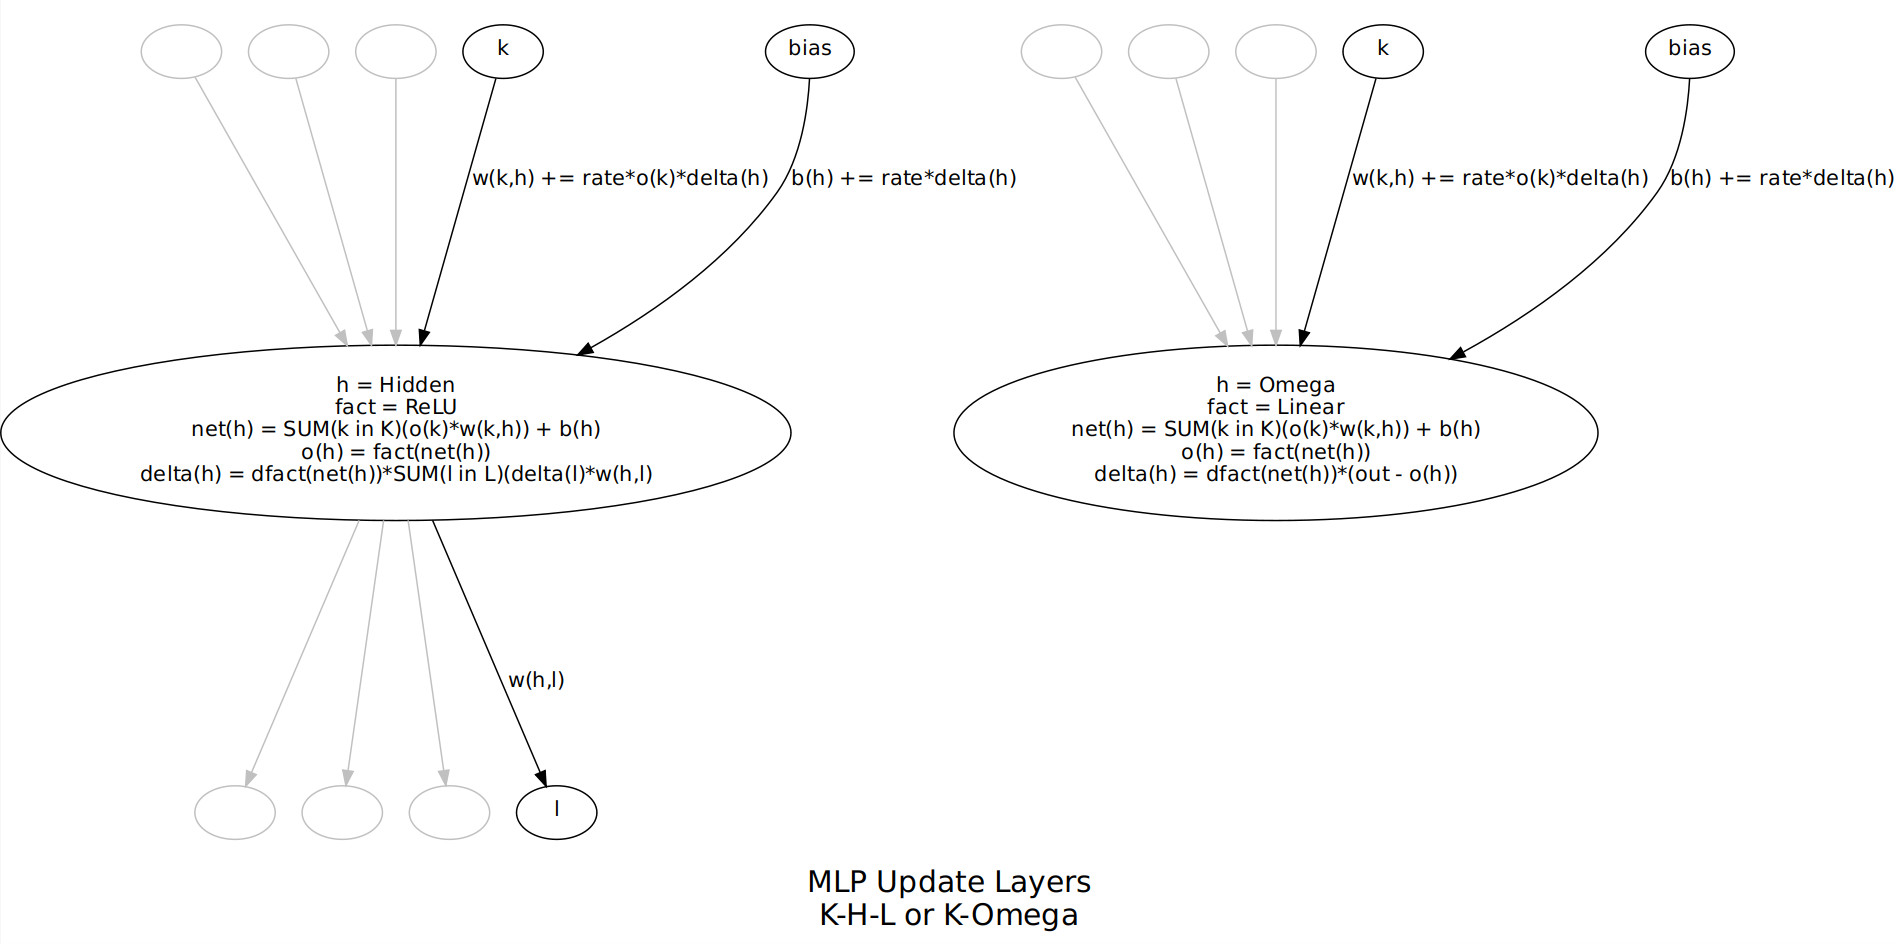 k
bias
k
bias
w(k,h) += rate*o(k)*delta(h)
b(h) += rate*delta(h)
w(k,h) += rate*o(k)*delta(h)
b(h) += rate*delta(h)
h = Hidden
fact = ReLU
net(h) = SUM(k in K)(o(k)*w(k,h)) + b(h)
o(h) = fact(net(h))
delta(h) = dfact(net(h))*SUM(l in L)(delta(l)*w(h,l)
h = Omega
fact = Linear
net(h) = SUM(k in K)(o(k)*w(k,h)) + b(h)
o(h) = fact(net(h))
delta(h) = dfact(net(h))*(out - o(h))
w(h,l)
l
MLP Update Layers
K-H-L or K-Omega